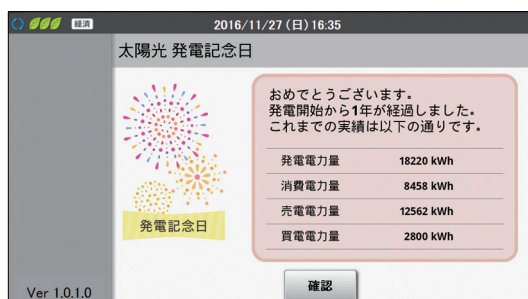 経済
2016/11/27 (日) 16:35
太陽光 発電記念日
おめでとうございます。
発電開始から1年が経過しました。
これまでの実績は以下の通りです。
発電電力量 18220 kWh
消費電力量 8458 kWh
売電電力量 12562 kWh
買電電力量 2800 kWh
発電記念日
確認
Ver 1.0.1.0